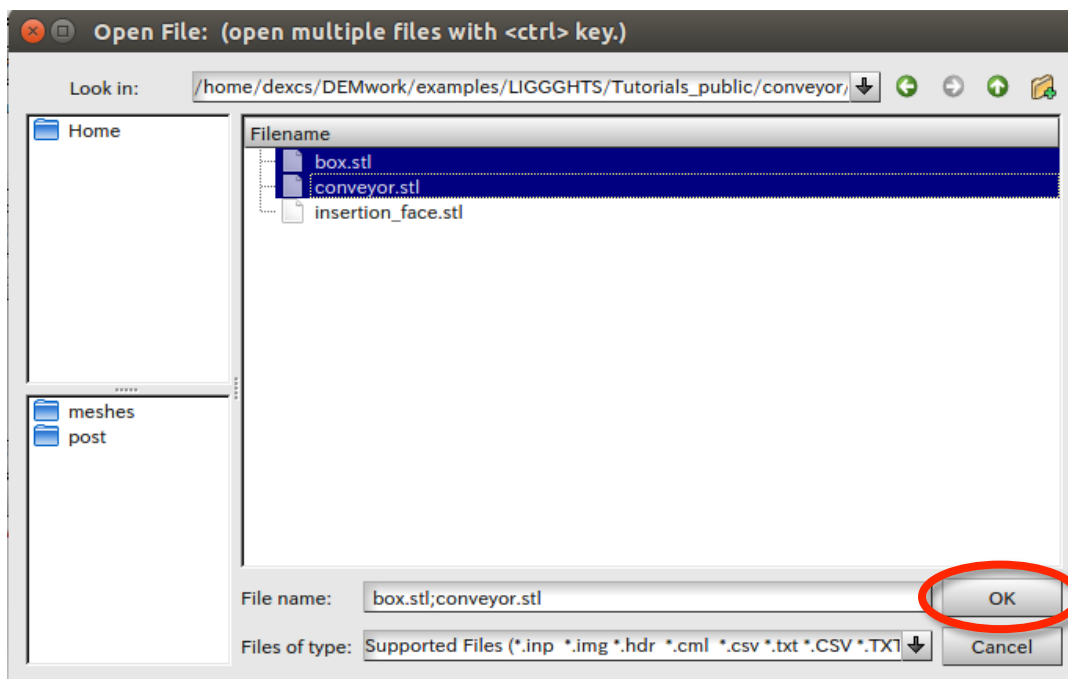 Open File: (open multiple files with <ctrl> key.)
Look in: /home/dexcs/DEMwork/examples/LIGGGHTS/Tutorials_public/conveyor/
Home
Filename
box.stl
conveyor.stl
insertion_face.stl
meshes
post
File name: box.stl;conveyor.stl OK
Files of type: Supported Files (*.inp *.img *.hdr *.cml *.csv *.txt *.CSV *.TXT Cancel